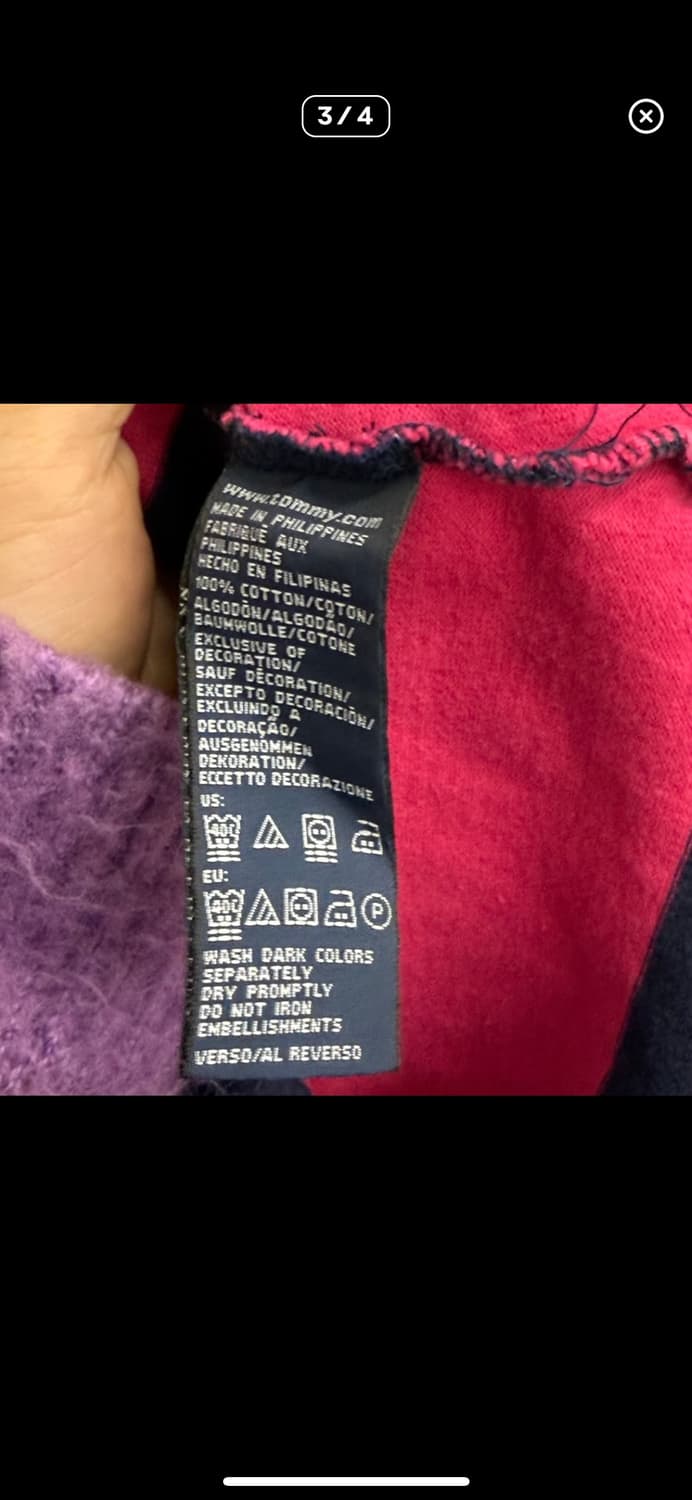 3/4
www.tommy.com
MADE IN PHILIPPINES
FABRIQUÉ AUX
PHILIPPINES
HECHO EN FILIPINAS
100% COTTON/COTON/
ALGODÓN/ALGODÃO/
BAUMWOLLE/COTONE
EXCLUSIVE OF
DECORATION/
SAUF DÉCORATION/
EXCEPTO DECORACIÓN/
EXCLUINDO A
DECORAÇÃO/
AUSGENOMMEN
DEKORATION/
ECCETTO DECORAZIONE
US:
40C
EU:
40C P
WASH DARK COLORS
SEPARATELY
DRY PROMPTLY
DO NOT IRON
EMBELLISHMENTS
VERSO/AL REVERSO